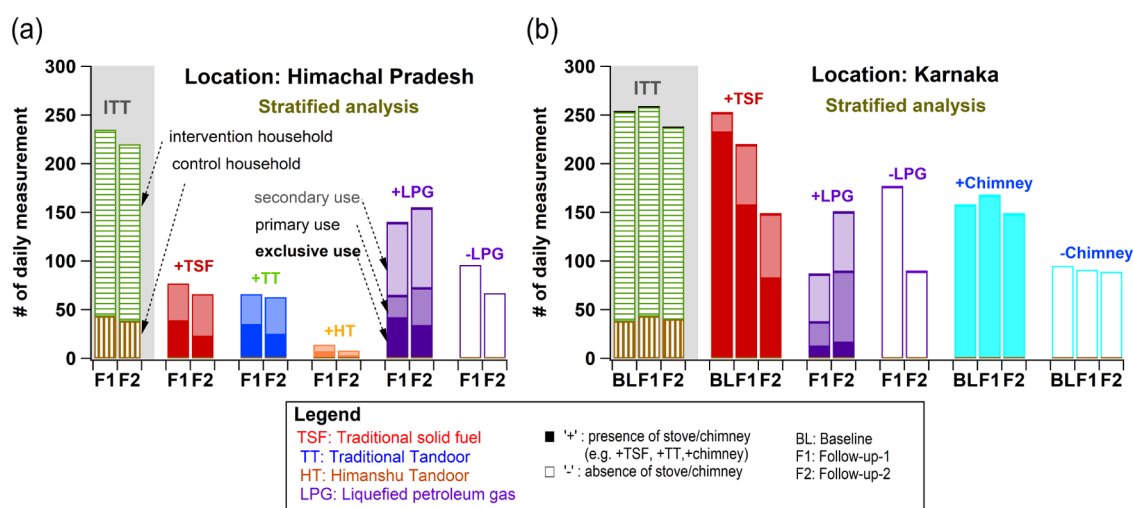 (a)
Location: Himachal Pradesh
Stratified analysis
# of daily measurement
300
250
200
150
100
50
0
ITT
intervention household
control household
secondary use
primary use
exclusive use
+TSF
+TT
+HT
+LPG
-LPG
F1 F2
F1 F2
F1 F2
F1 F2
F1 F2
F1 F2
(b)
Location: Karnaka
Stratified analysis
# of daily measurement
300
250
200
150
100
50
0
ITT
+TSF
+LPG
-LPG
+Chimney
-Chimney
BL F1 F2
BL F1 F2
F1 F2
F1 F2
BL F1 F2
BL F1 F2
Legend
TSF: Traditional solid fuel
TT: Traditional Tandoor
HT: Himanshu Tandoor
LPG: Liquefied petroleum gas
'+' : presence of stove/chimney
(e.g. +TSF, +TT,+chimney)
'-' : absence of stove/chimney
BL: Baseline
F1: Follow-up-1
F2: Follow-up-2